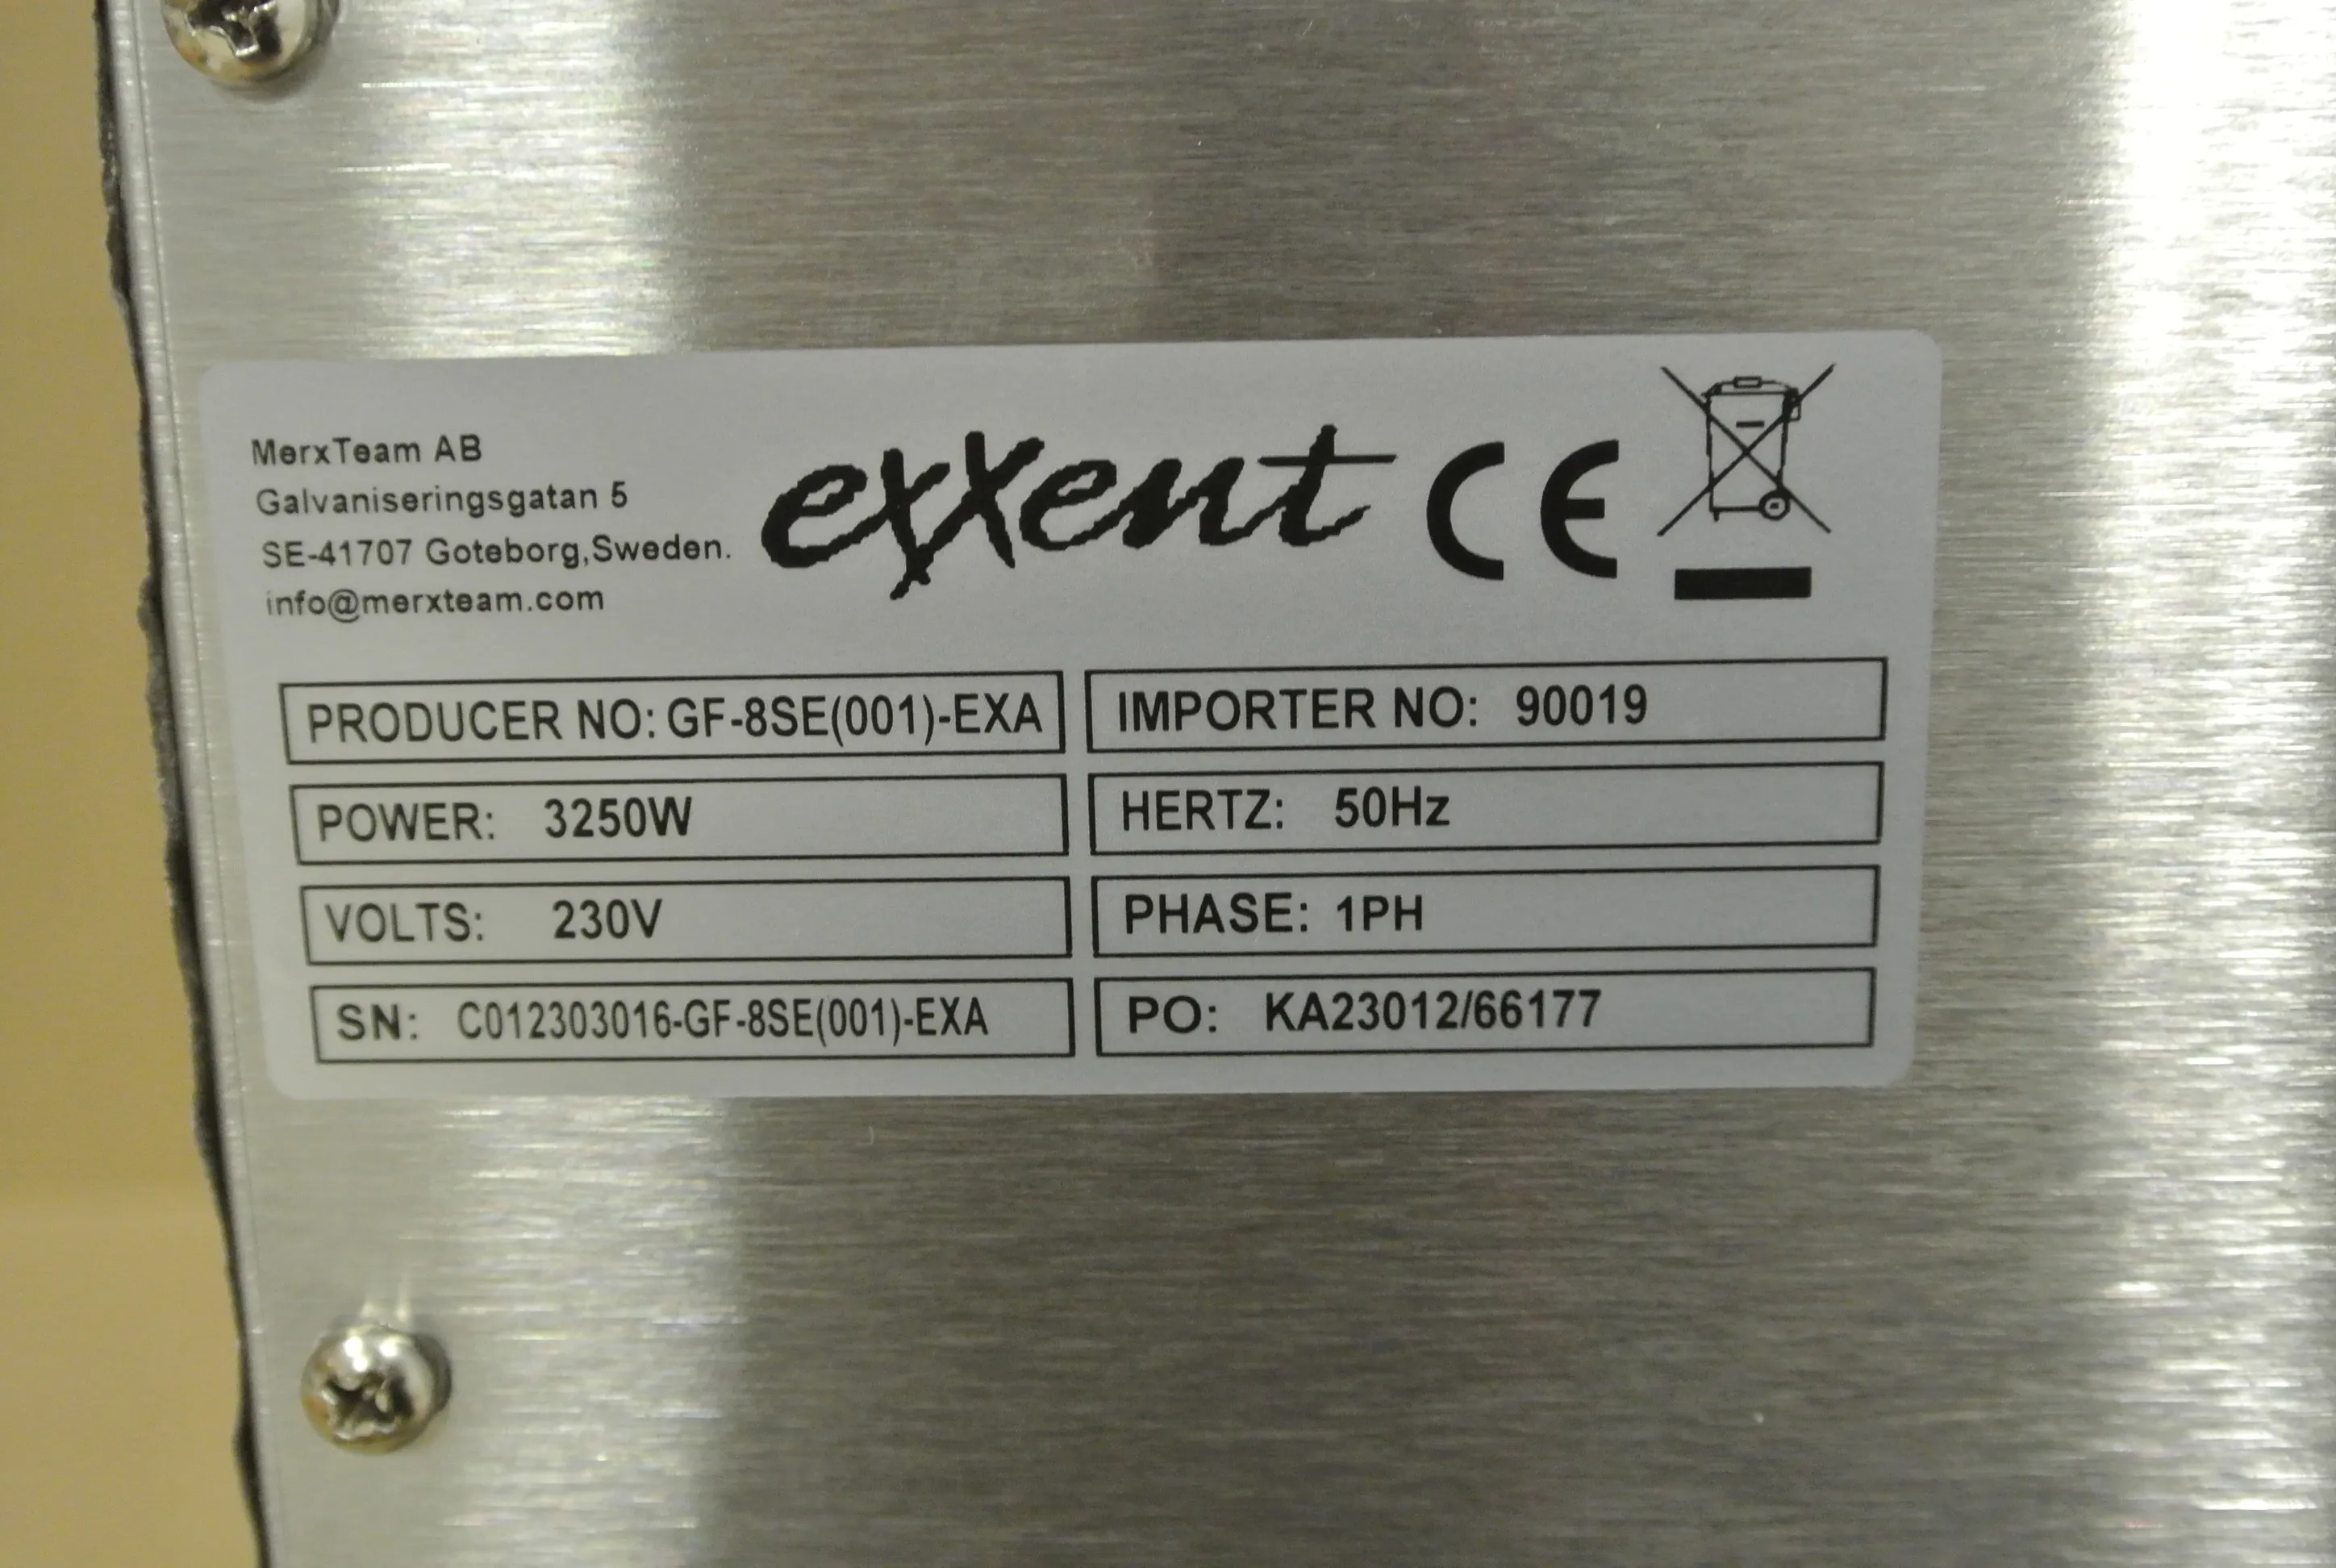 MerxTeam AB
Galvaniseringsgatan 5
SE-41707 Goteborg,Sweden.
info@merxteam.com
exxent CE
PRODUCER NO: GF-8SE(001)-EXA
IMPORTER NO: 90019
POWER: 3250W
HERTZ: 50Hz
VOLTS: 230V
PHASE: 1PH
SN: C012303016-GF-8SE(001)-EXA
PO: KA23012/66177